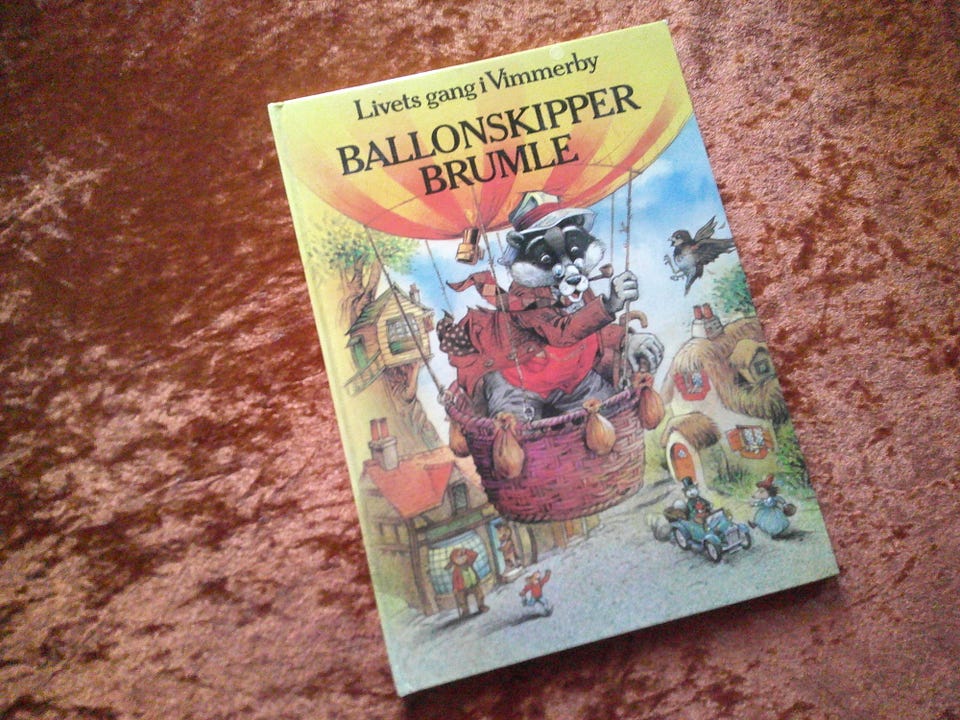 Livets gang i Vimmerby
BALLONSKIPPER
BRUMLE